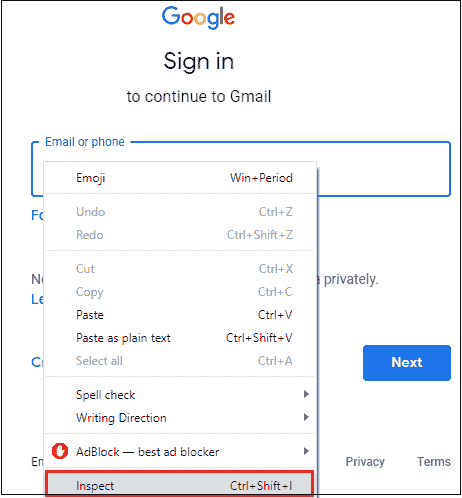 Google
Sign in
to continue to Gmail
Email or phone
Emoji Win+Period
Fo
Undo Ctrl+Z
Redo Ctrl+Shift+Z
Cut Ctrl+X
No a privately.
Copy Ctrl+C
Le
Paste Ctrl+V
Paste as plain text Ctrl+Shift+V
Cr
Select all Ctrl+A
Next
Spell check
Writing Direction
AdBlock — best ad blocker
En
Privacy Terms
Inspect Ctrl+Shift+I